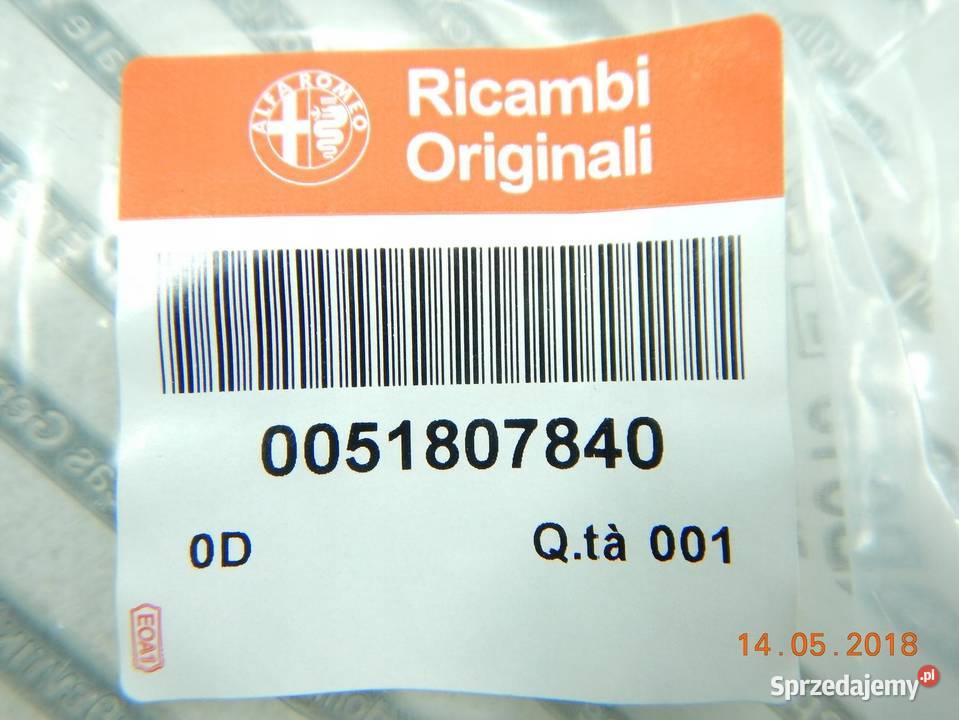 ALFA ROMEO
Ricambi
Originali
0051807840
0D
Q.tà 001
EOA1
14.05.2018
Sprzedajemy.pl